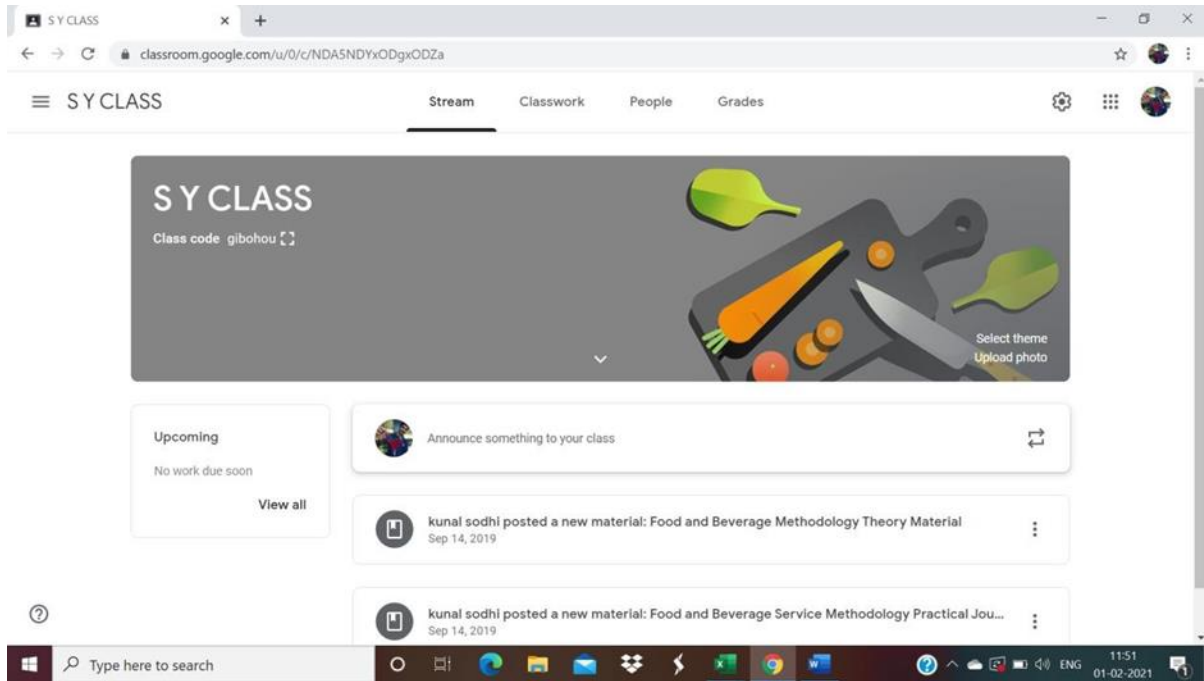 S Y CLASS
classroom.google.com/u/0/c/NDA5NDYxODgxODZa
S Y CLASS Stream Classwork People Grades
S Y CLASS
Class code gibohou
Select theme
Upload photo
Upcoming
No work due soon
View all
Announce something to your class
kunal sodhi posted a new material: Food and Beverage Methodology Theory Material
Sep 14, 2019
kunal sodhi posted a new material: Food and Beverage Service Methodology Practical Jou...
Sep 14, 2019
Type here to search
ENG
11:51
01-02-2021